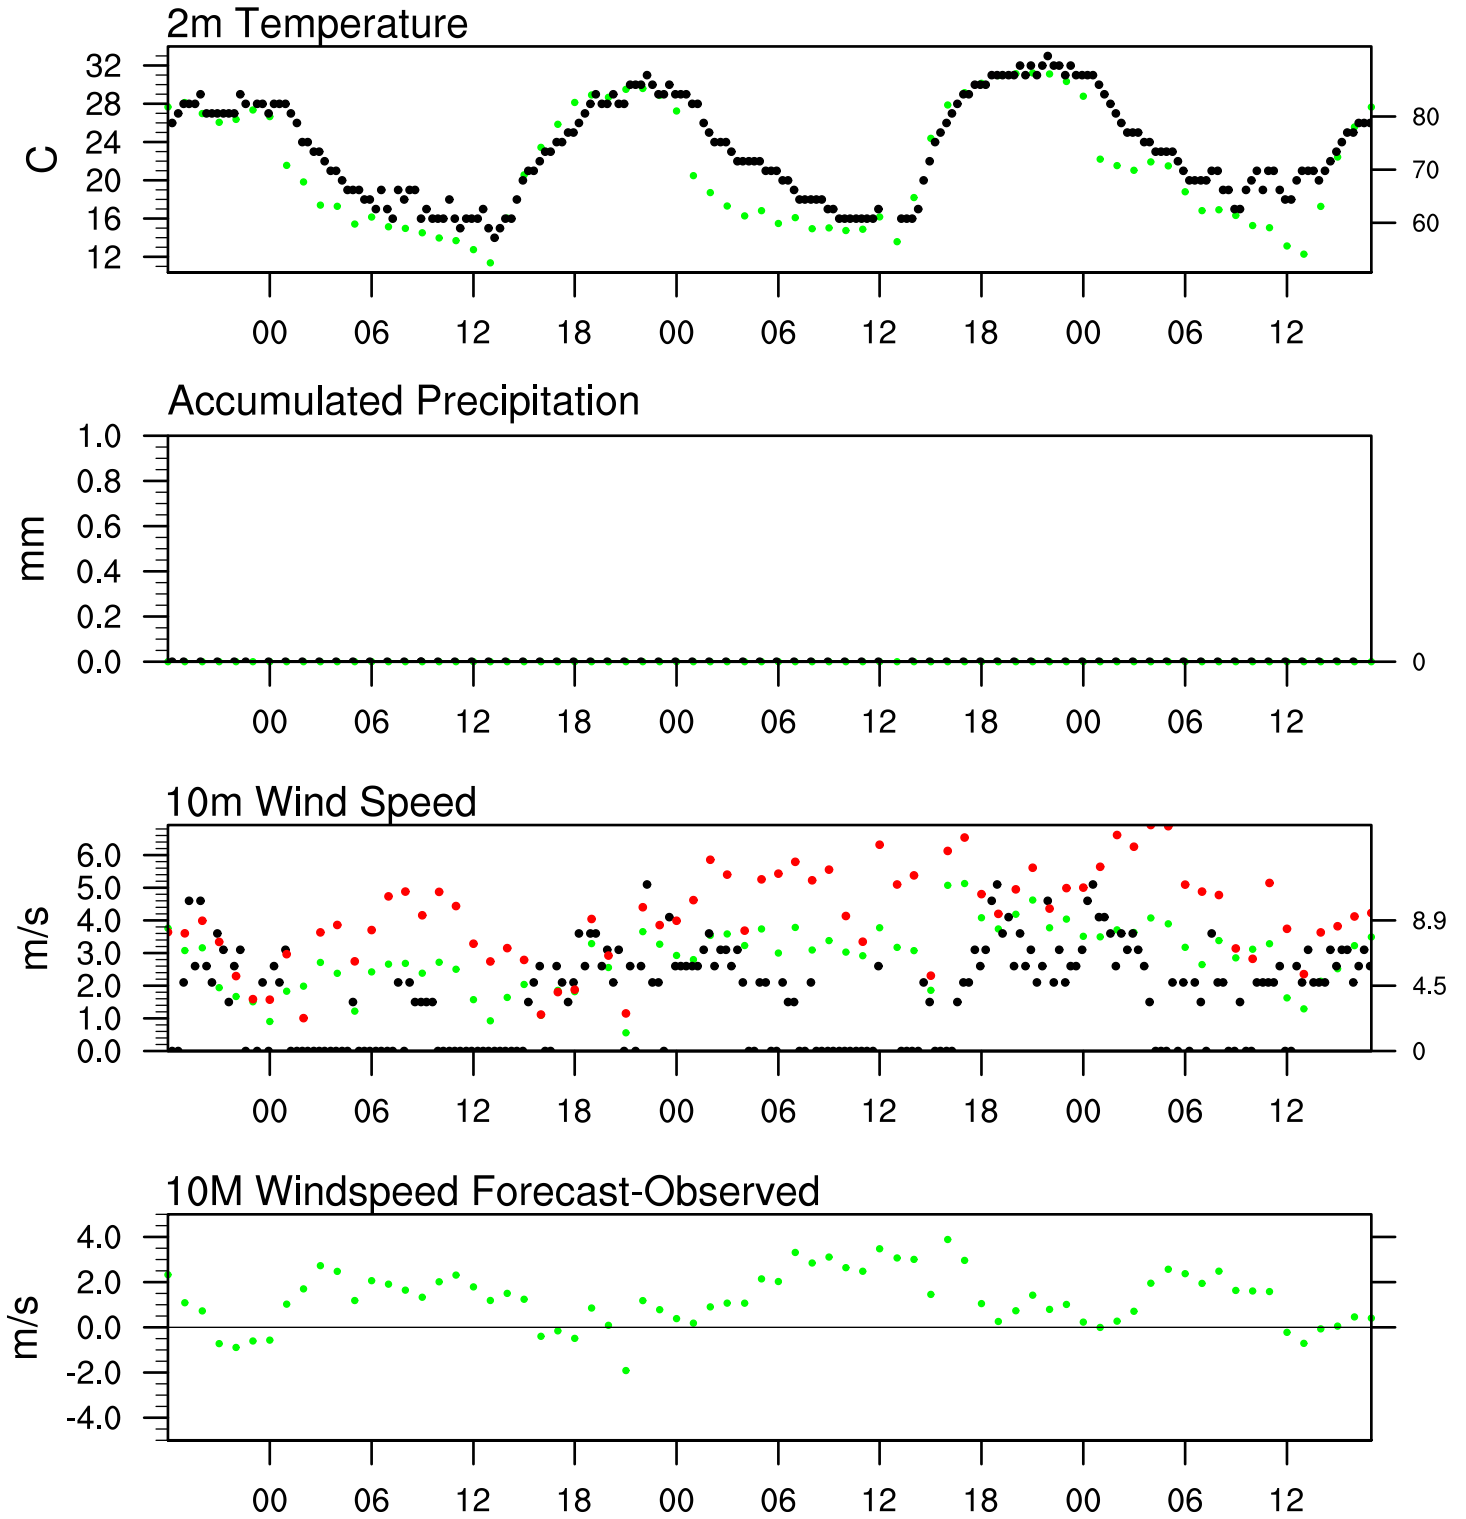 2m Temperature
32
28
24
20
16
12
C
80
70
60
00 06 12 18 00 06 12 18 00 06 12
Accumulated Precipitation
1.0
0.8
0.6
0.4
0.2
0.0
mm
0
00 06 12 18 00 06 12 18 00 06 12
10m Wind Speed
6.0
5.0
4.0
3.0
2.0
1.0
0.0
m/s
8.9
4.5
0
00 06 12 18 00 06 12 18 00 06 12
10M Windspeed Forecast-Observed
4.0
2.0
0.0
-2.0
-4.0
m/s
00 06 12 18 00 06 12 18 00 06 12